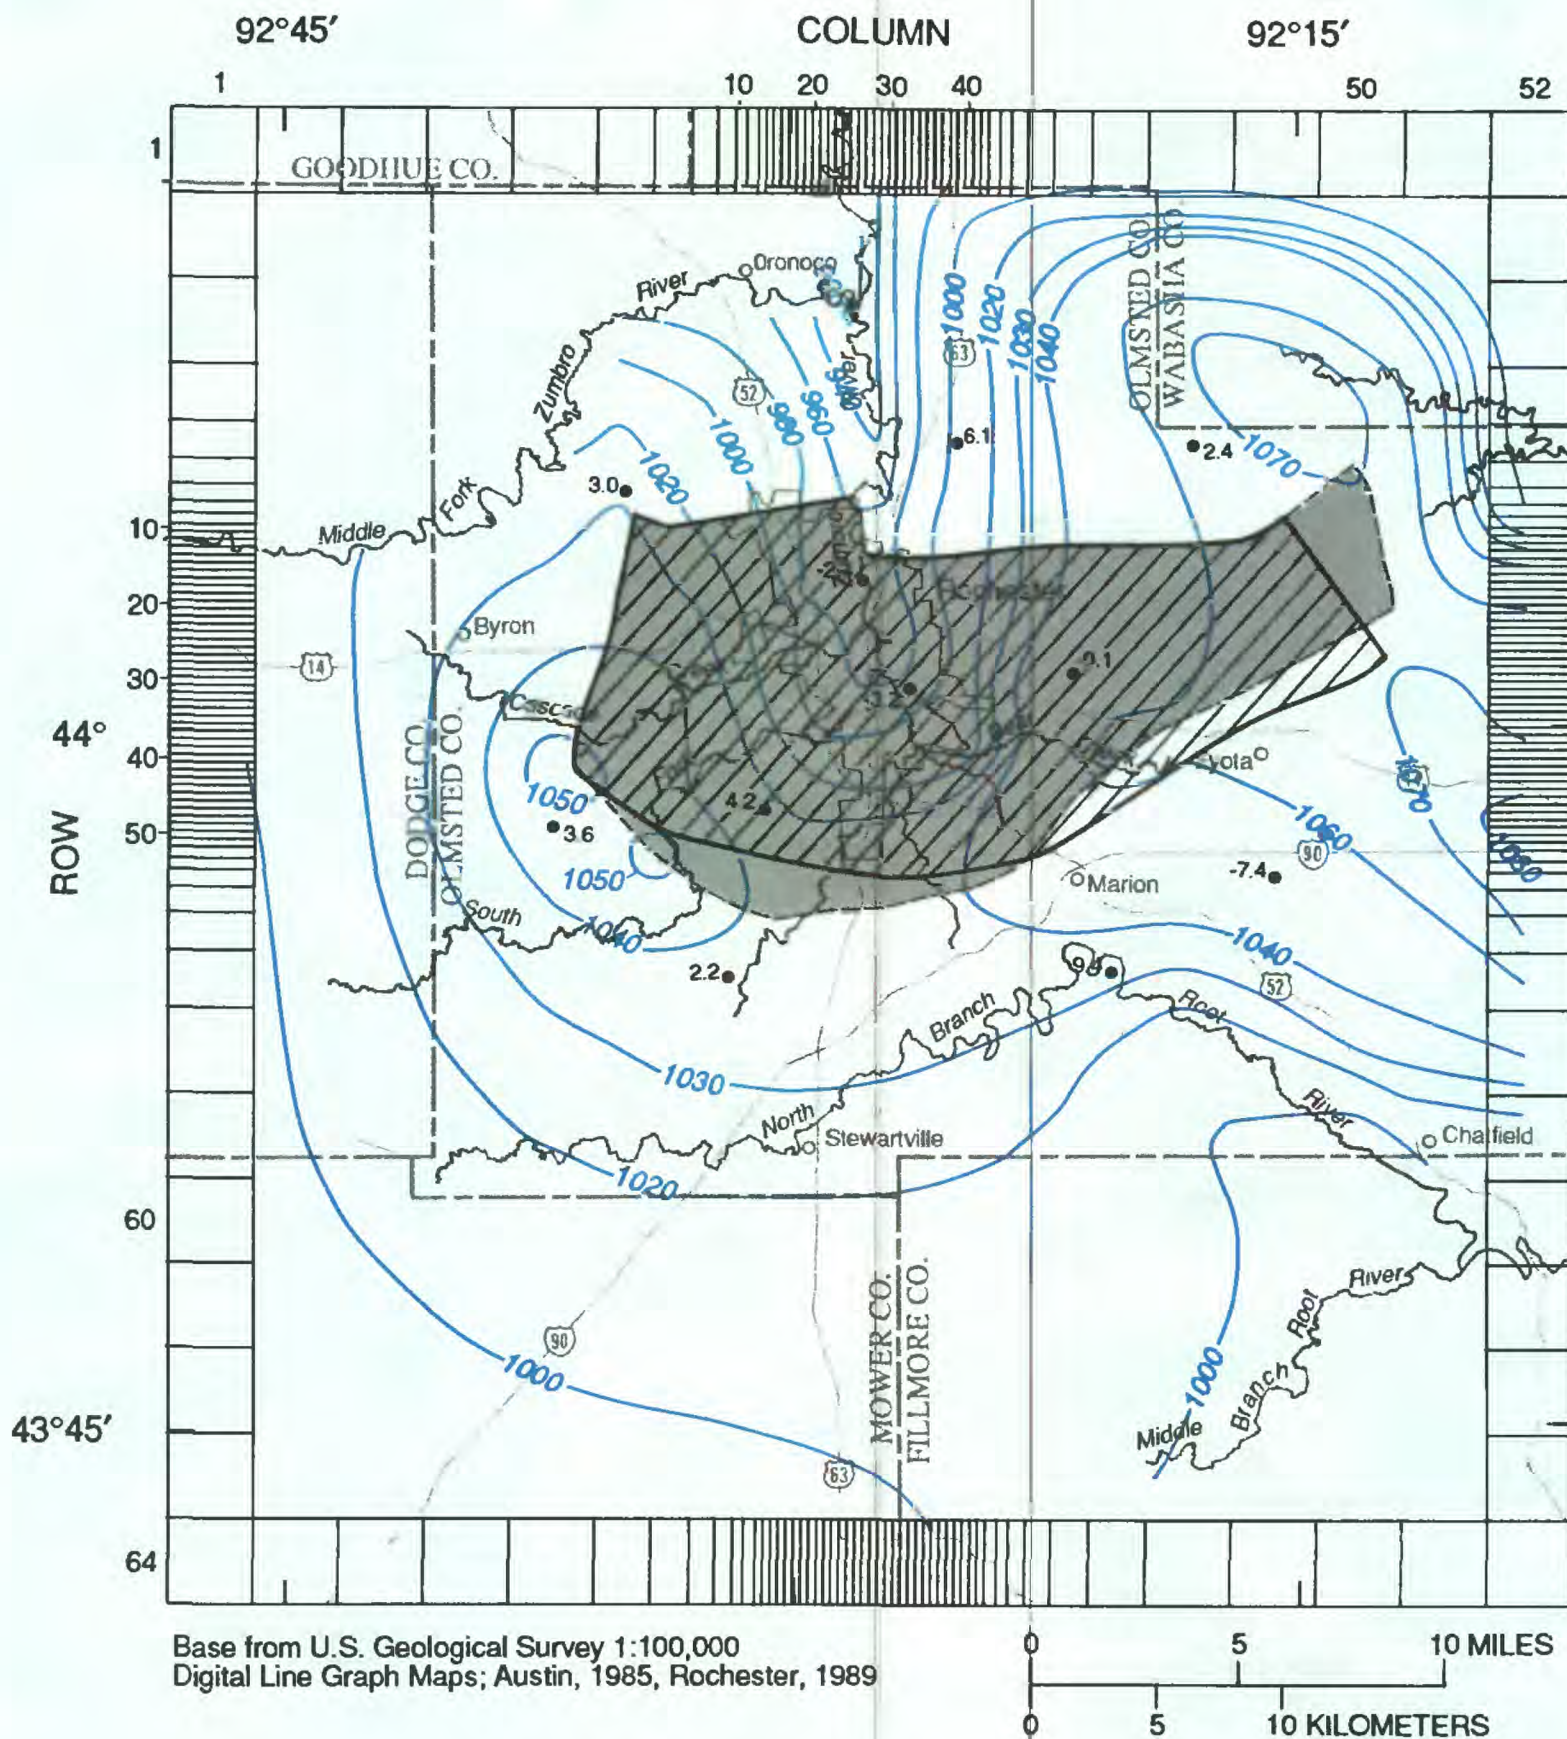 92°45′ COLUMN 92°15′
1 10 20 30 40 50 52
1
GOODHUE CO.
OLMSTED CO.
WABASHA CO.
Oronoco
River
Zumbro
River
52
63
1000
1020
1030
1040
960
980
1000
1020
1070
6.1
2.4
3.0
Fork
Middle
10
20
30
40
50
44°
ROW
Byron
14
Rochester
DODGE CO.
OLMSTED CO.
1050
4.2
3.6
1050
1060
90
-7.4
Marion
South
1040
1040
2.2
9.4
52
Branch
Root
1030
River
North
Stewartville
Chatfield
1020
60
MOWER CO.
FILLMORE CO.
River
Root
Branch
Middle
90
1000
1000
43°45′
63
64
Base from U.S. Geological Survey 1:100,000
Digital Line Graph Maps; Austin, 1985, Rochester, 1989
0 5 10 MILES
0 5 10 KILOMETERS